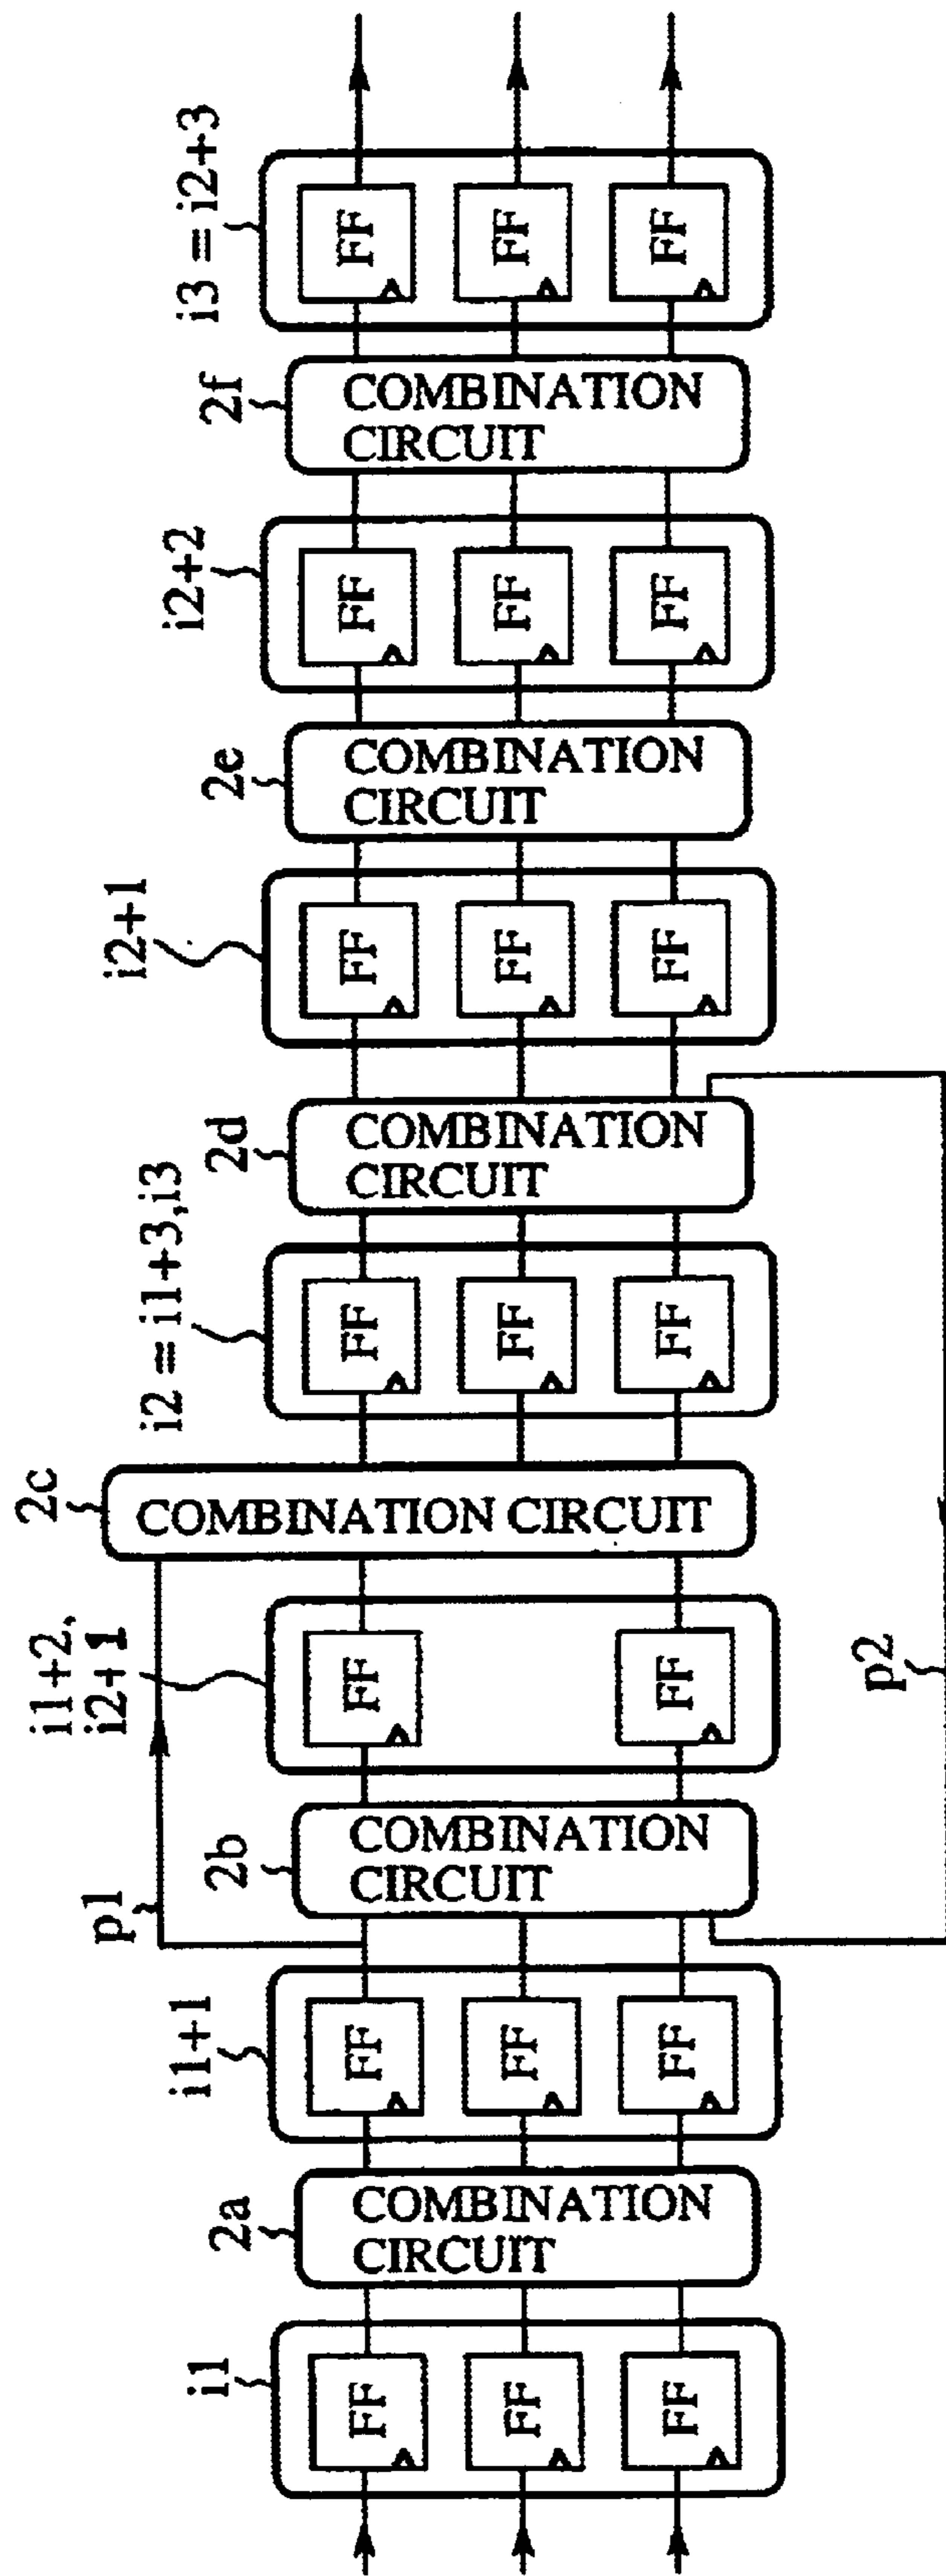 i1
FF
FF
FF
2a
COMBINATION
CIRCUIT
i1+1
FF
FF
FF
p1
2b
COMBINATION
CIRCUIT
i1+2,
i2+1
FF
FF
2c
COMBINATION CIRCUIT
p2
i2 = i1+3,i3
FF
FF
FF
2d
COMBINATION
CIRCUIT
i2+1
FF
FF
FF
2e
COMBINATION
CIRCUIT
i2+2
FF
FF
FF
2f
COMBINATION
CIRCUIT
i3 = i2+3
FF
FF
FF